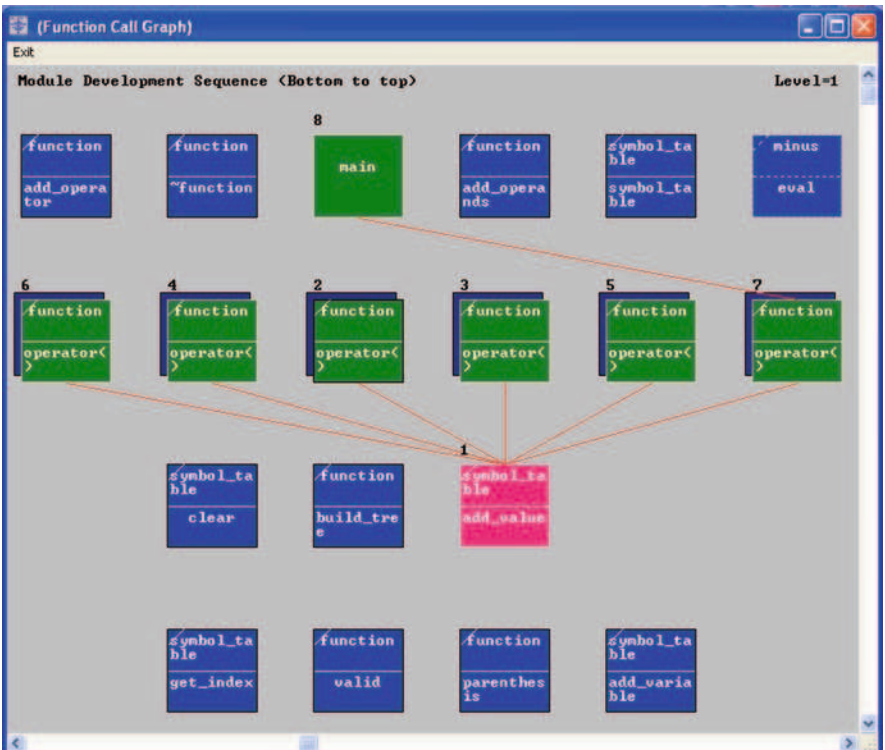 (Function Call Graph)
Exit
Module Development Sequence (Bottom to top)
Level=1
8
function
add_opera
tor
function
~function
main
function
add_opera
nds
symbol_ta
ble
symbol_ta
ble
minus
eval
6
4
2
3
5
7
function
operator(
)
function
operator(
)
function
operator(
)
function
operator(
)
function
operator(
)
function
operator(
)
1
symbol_ta
ble
clear
function
build_tre
e
symbol_ta
ble
add_value
symbol_ta
ble
get_index
function
valid
function
parenthes
is
symbol_ta
ble
add_varia
ble